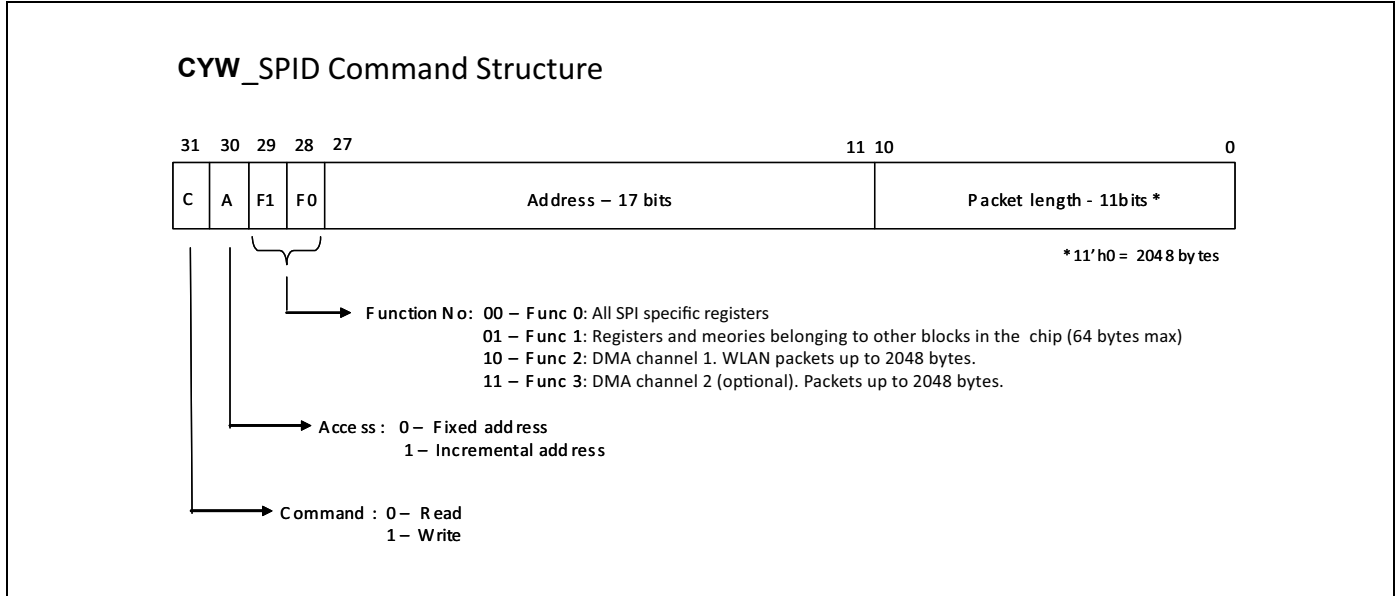 CYW_SPID Command Structure
31 30 29 28 27 11 10 0
C A F1 F0 Address – 17 bits Packet length - 11bits *
*11'h0 = 2048 bytes
Function No: 00 – Func 0: All SPI specific registers
01 – Func 1: Registers and meories belonging to other blocks in the chip (64 bytes max)
10 – Func 2: DMA channel 1. WLAN packets up to 2048 bytes.
11 – Func 3: DMA channel 2 (optional). Packets up to 2048 bytes.
Access : 0 – Fixed address
1 – Incremental address
Command : 0 – Read
1 – Write